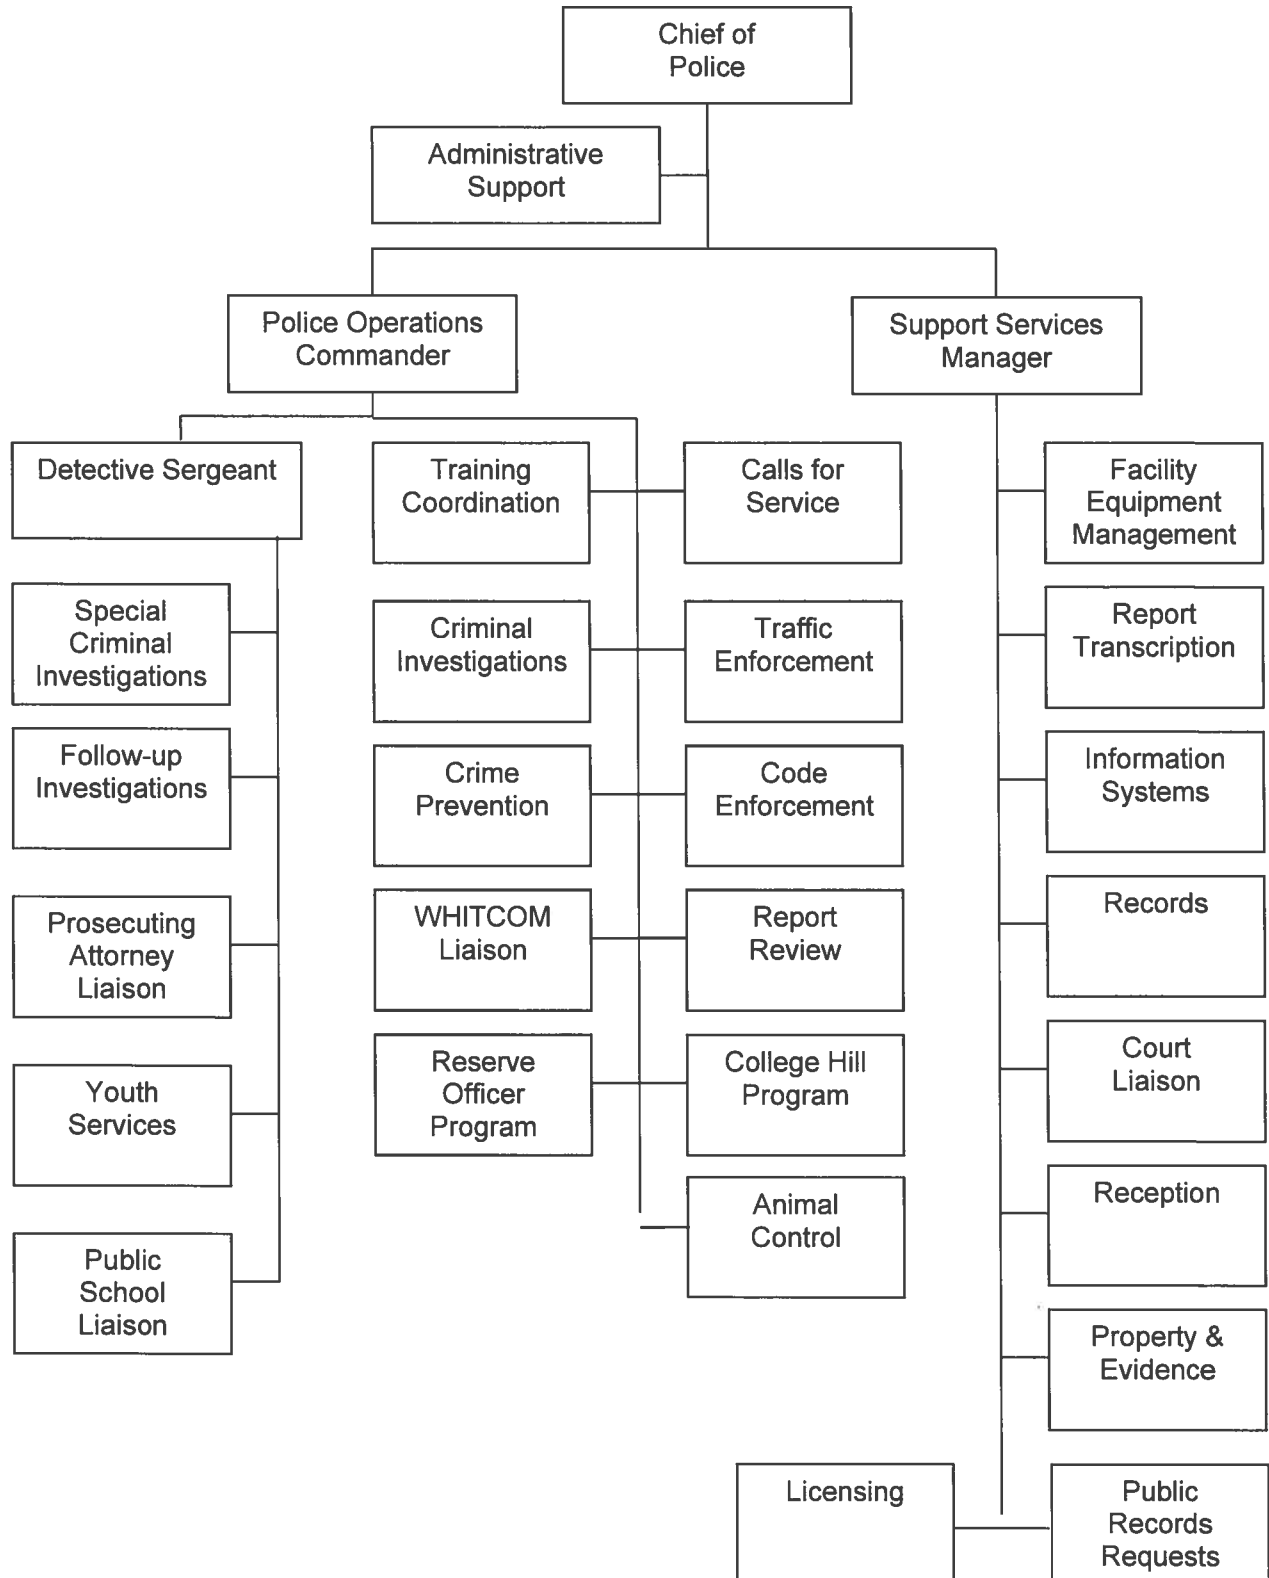 Chief of
Police
Administrative
Support
Police Operations
Commander
Support Services
Manager
Detective Sergeant
Training
Coordination
Calls for
Service
Facility
Equipment
Management
Special
Criminal
Investigations
Criminal
Investigations
Traffic
Enforcement
Report
Transcription
Follow-up
Investigations
Crime
Prevention
Code
Enforcement
Information
Systems
Prosecuting
Attorney
Liaison
WHITCOM
Liaison
Report
Review
Records
Youth
Services
Reserve
Officer
Program
College Hill
Program
Court
Liaison
Public
School
Liaison
Animal
Control
Reception
Property &
Evidence
Licensing
Public
Records
Requests